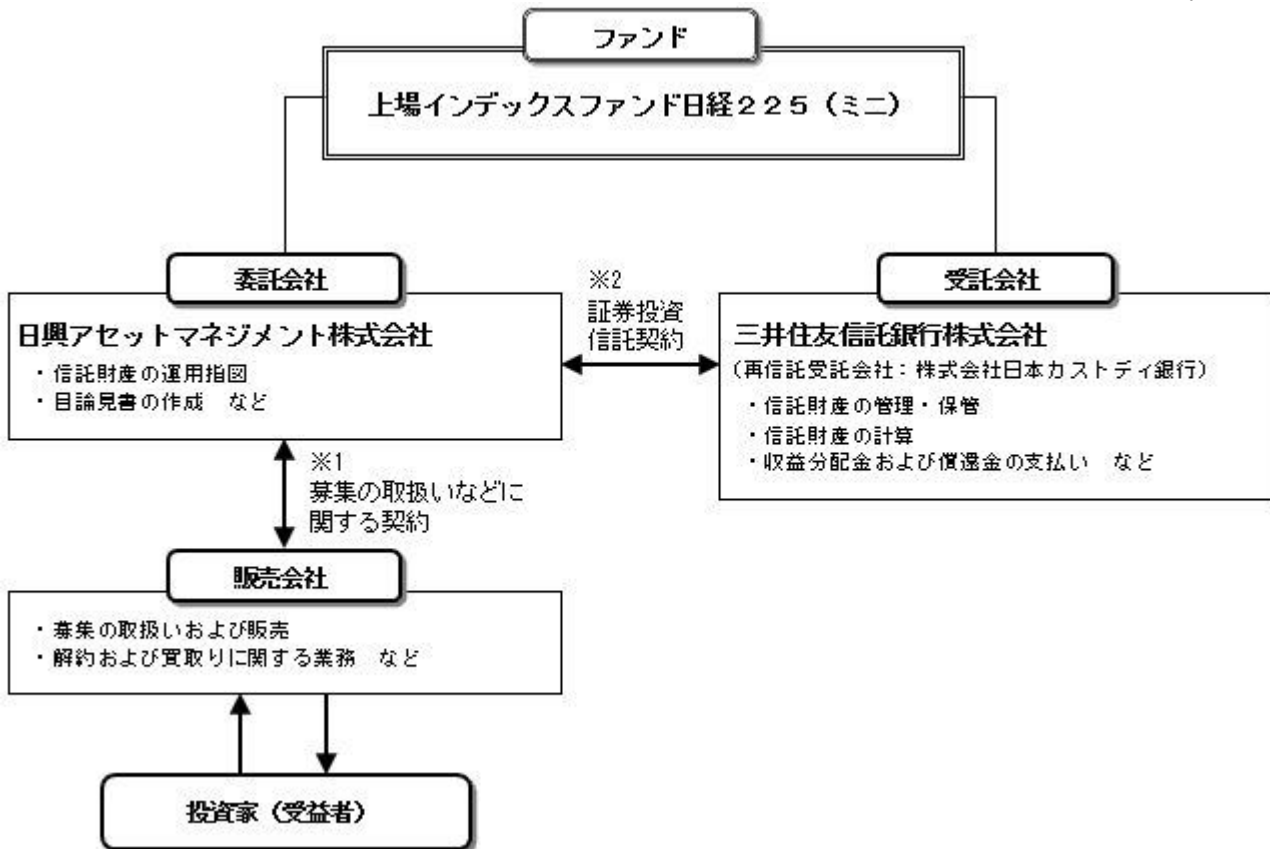 ファンド
上場インデックスファンド日経２２５（ミニ）
委託会社
日興アセットマネジメント株式会社
・信託財産の運用指図
・目論見書の作成　など
※2
証券投資
信託契約
受託会社
三井住友信託銀行株式会社
（再信託受託会社：株式会社日本カストディ銀行）
・信託財産の管理・保管
・信託財産の計算
・収益分配金および償還金の支払い　など
※1
募集の取扱いなどに
関する契約
販売会社
・募集の取扱いおよび販売
・解約および買取りに関する業務　など
投資家（受益者）